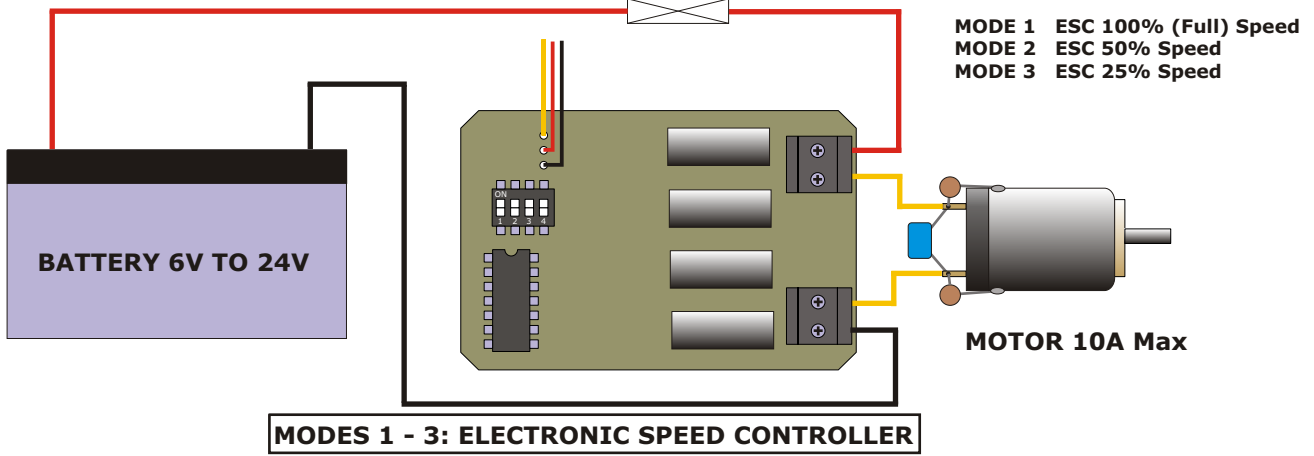 MODE 1 ESC 100% (Full) Speed
MODE 2 ESC 50% Speed
MODE 3 ESC 25% Speed
ON
1 2 3 4
BATTERY 6V TO 24V
MOTOR 10A Max
MODES 1 - 3: ELECTRONIC SPEED CONTROLLER